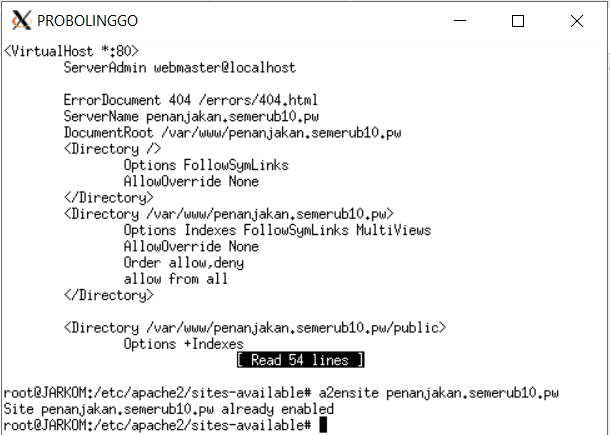 PROBOLINGGO
<VirtualHost *:80>
ServerAdmin webmaster@localhost
ErrorDocument 404 /errors/404.html
ServerName penanjakan.semerub10.pw
DocumentRoot /var/www/penanjakan.semerub10.pw
<Directory />
Options FollowSymLinks
AllowOverride None
</Directory>
<Directory /var/www/penanjakan.semerub10.pw>
Options Indexes FollowSymLinks MultiViews
AllowOverride None
Order allow,deny
allow from all
</Directory>
<Directory /var/www/penanjakan.semerub10.pw/public>
Options +Indexes
[ Read 54 lines ]
root@JARKOM:/etc/apache2/sites-available# a2ensite penanjakan.semerub10.pw
Site penanjakan.semerub10.pw already enabled
root@JARKOM:/etc/apache2/sites-available#